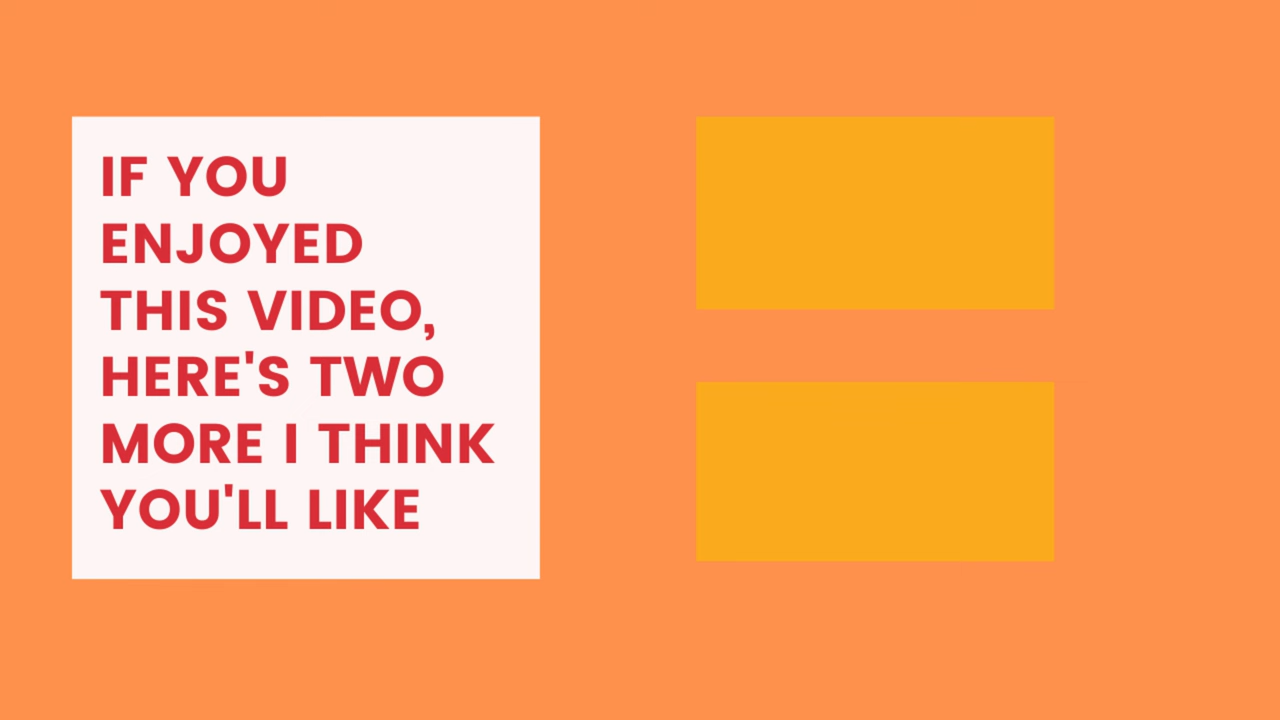 IF YOU
ENJOYED
THIS VIDEO,
HERE'S TWO
MORE I THINK
YOU'LL LIKE